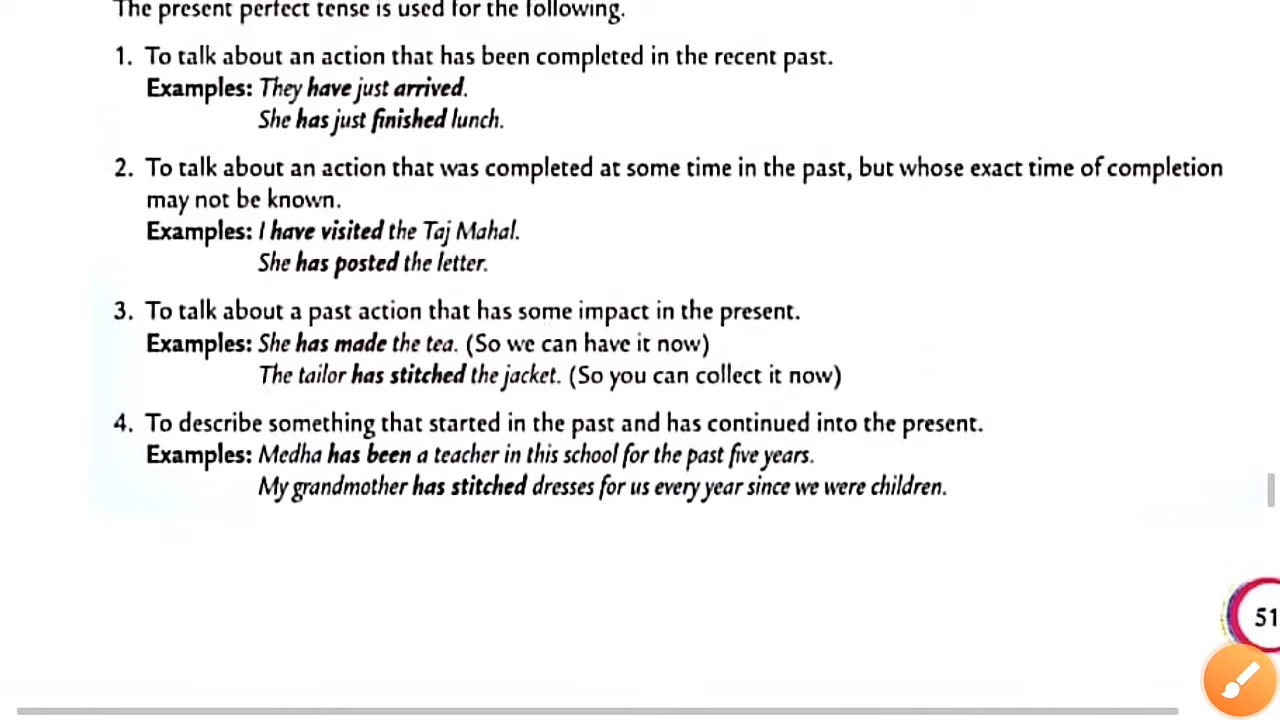 The present perfect tense is used for the following.
1. To talk about an action that has been completed in the recent past.
Examples: They have just arrived.
She has just finished lunch.
2. To talk about an action that was completed at some time in the past, but whose exact time of completion
may not be known.
Examples: I have visited the Taj Mahal.
She has posted the letter.
3. To talk about a past action that has some impact in the present.
Examples: She has made the tea. (So we can have it now)
The tailor has stitched the jacket. (So you can collect it now)
4. To describe something that started in the past and has continued into the present.
Examples: Medha has been a teacher in this school for the past five years.
My grandmother has stitched dresses for us every year since we were children.
51